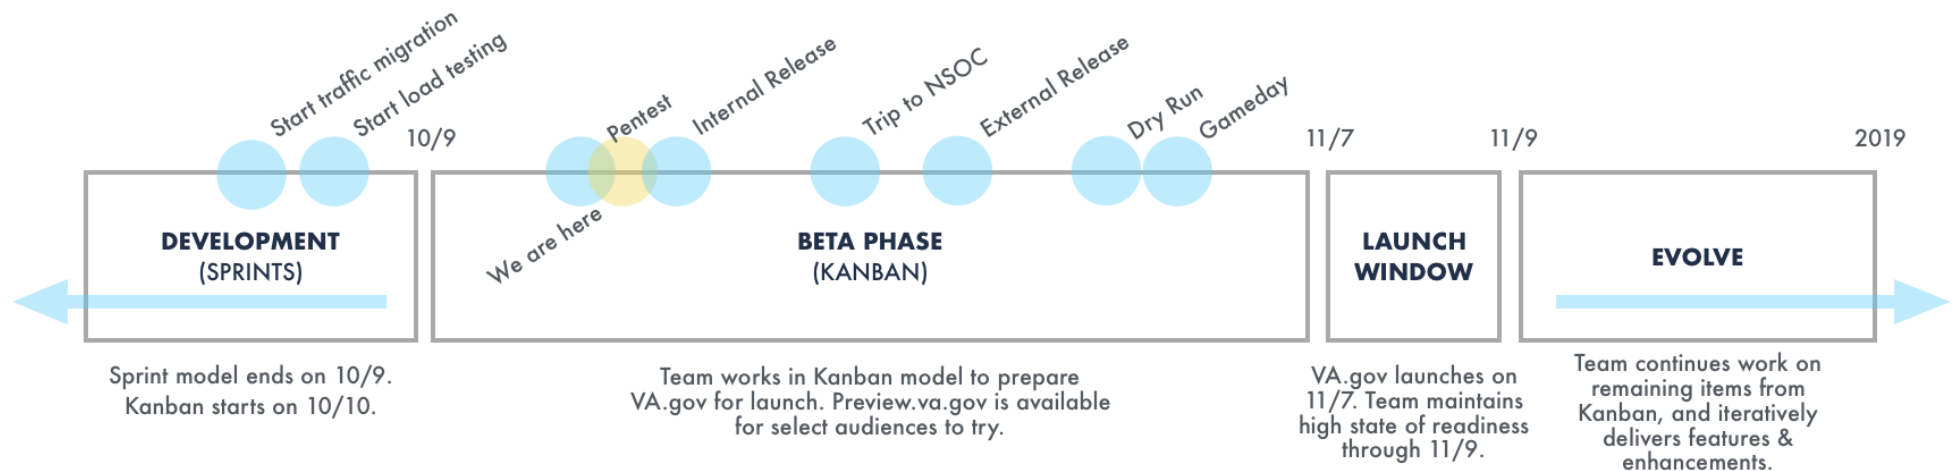 Start traffic migration
Start load testing
10/9
Pentest
Internal Release
Trip to NSOC
External Release
Dry Run
Gameday
11/7
11/9
2019
We are here
DEVELOPMENT
(SPRINTS)
BETA PHASE
(KANBAN)
LAUNCH
WINDOW
EVOLVE
Sprint model ends on 10/9.
Kanban starts on 10/10.
Team works in Kanban model to prepare
VA.gov for launch. Preview.va.gov is available
for select audiences to try.
VA.gov launches on
11/7. Team maintains
high state of readiness
through 11/9.
Team continues work on
remaining items from
Kanban, and iteratively
delivers features &
enhancements.